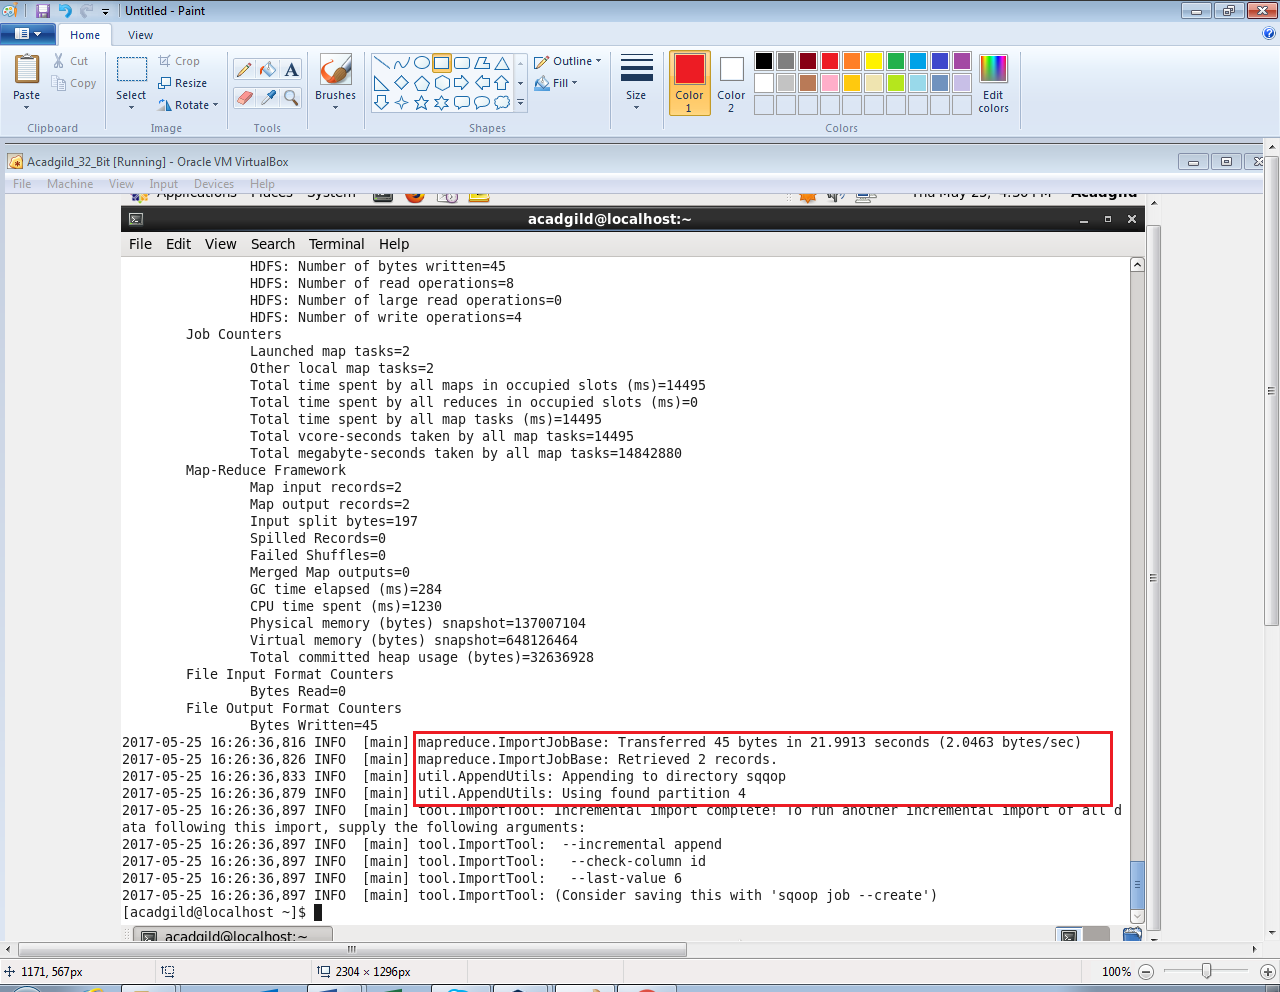 Untitled - Paint
Home
View
Paste
Cut
Copy
Clipboard
Select
Crop
Resize
Rotate
Image
Tools
Brushes
Shapes
Outline
Fill
Size
Color 1
Color 2
Edit colors
Colors
Acadgild_32_Bit [Running] - Oracle VM VirtualBox
File Machine View Input Devices Help
Applications Places System
Acadgild
acadgild@localhost:~
File Edit View Search Terminal Help
HDFS: Number of bytes written=45
HDFS: Number of read operations=8
HDFS: Number of large read operations=0
HDFS: Number of write operations=4
Job Counters
Launched map tasks=2
Other local map tasks=2
Total time spent by all maps in occupied slots (ms)=14495
Total time spent by all reduces in occupied slots (ms)=0
Total time spent by all map tasks (ms)=14495
Total vcore-seconds taken by all map tasks=14495
Total megabyte-seconds taken by all map tasks=14842880
Map-Reduce Framework
Map input records=2
Map output records=2
Input split bytes=197
Spilled Records=0
Failed Shuffles=0
Merged Map outputs=0
GC time elapsed (ms)=284
CPU time spent (ms)=1230
Physical memory (bytes) snapshot=137007104
Virtual memory (bytes) snapshot=648126464
Total committed heap usage (bytes)=32636928
File Input Format Counters
Bytes Read=0
File Output Format Counters
Bytes Written=45
2017-05-25 16:26:36,816 INFO [main] mapreduce.ImportJobBase: Transferred 45 bytes in 21.9913 seconds (2.0463 bytes/sec)
2017-05-25 16:26:36,826 INFO [main] mapreduce.ImportJobBase: Retrieved 2 records.
2017-05-25 16:26:36,833 INFO [main] util.AppendUtils: Appending to directory sqqop
2017-05-25 16:26:36,879 INFO [main] util.AppendUtils: Using found partition 4
2017-05-25 16:26:36,897 INFO [main] tool.ImportTool: Incremental import complete! To run another incremental import of all d
ata following this import, supply the following arguments:
2017-05-25 16:26:36,897 INFO [main] tool.ImportTool: --incremental append
2017-05-25 16:26:36,897 INFO [main] tool.ImportTool: --check-column id
2017-05-25 16:26:36,897 INFO [main] tool.ImportTool: --last-value 6
2017-05-25 16:26:36,897 INFO [main] tool.ImportTool: (Consider saving this with 'sqoop job --create')
[acadgild@localhost ~]$
acadgild@localhost:~
1171, 567px
2304 × 1296px
100%